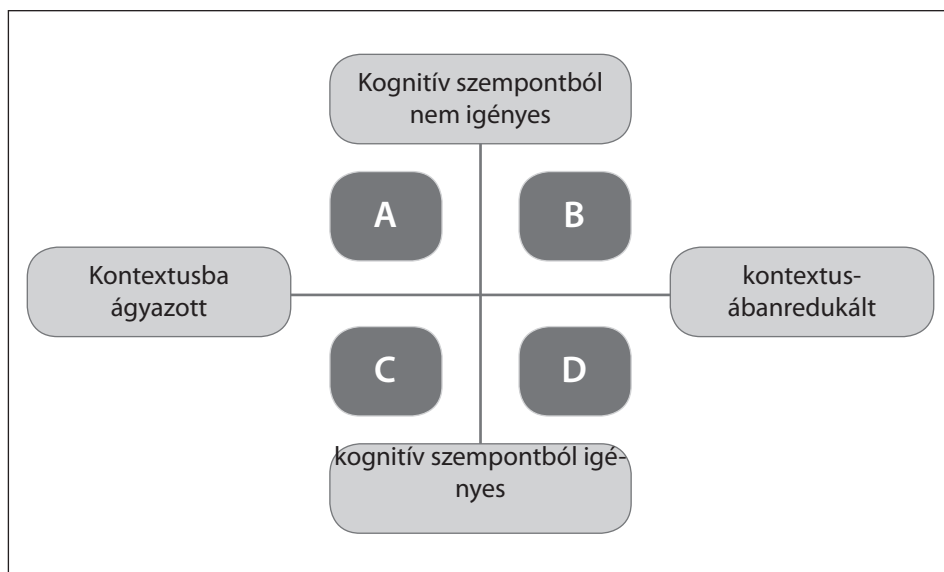 Kognitív szempontból
nem igényes
A
B
Kontextusba
ágyazott
kontextus-
ábanredukált
C
D
kognitív szempontból igé-
nyes